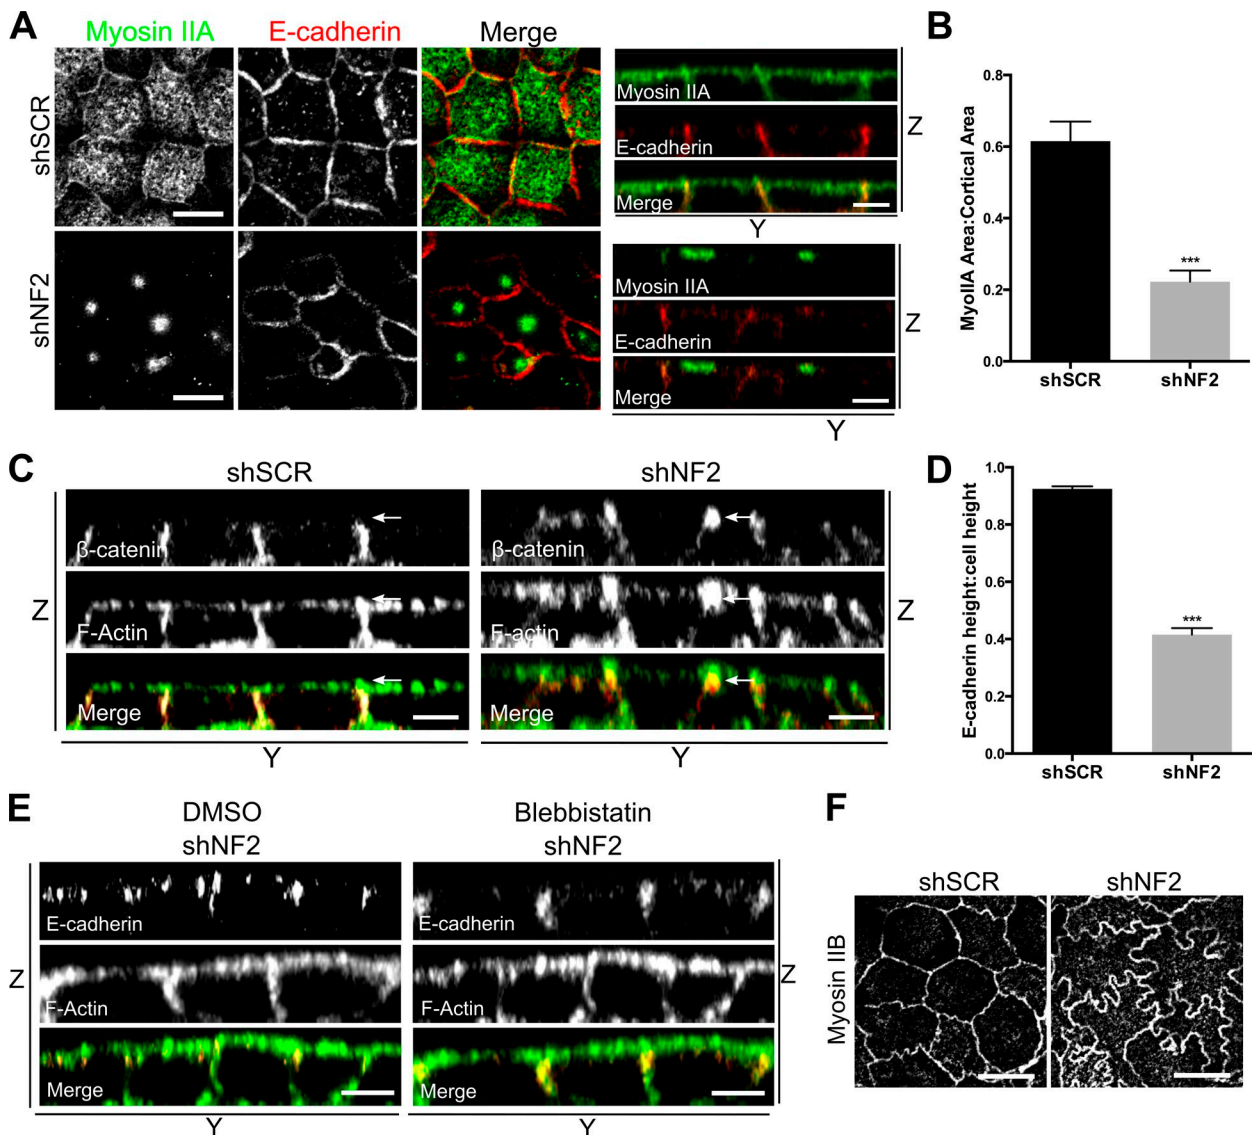 A
Myosin IIA
E-cadherin
Merge
shSCR
shNF2
Myosin IIA
E-cadherin
Merge
Z
Y
Myosin IIA
E-cadherin
Merge
Z
Y
B
MyoIIA Area:Cortical Area
0.8
0.6
0.4
0.2
0.0
***
shSCR
shNF2
C
shSCR
shNF2
Z
β-catenin
F-Actin
Merge
β-catenin
F-actin
Merge
Z
Y
Y
D
E-cadherin height:cell height
1.0
0.8
0.6
0.4
0.2
0.0
***
shSCR
shNF2
E
DMSO
shNF2
Blebbistatin
shNF2
Z
E-cadherin
F-Actin
Merge
E-cadherin
F-Actin
Merge
Z
Y
Y
F
shSCR
shNF2
Myosin IIB